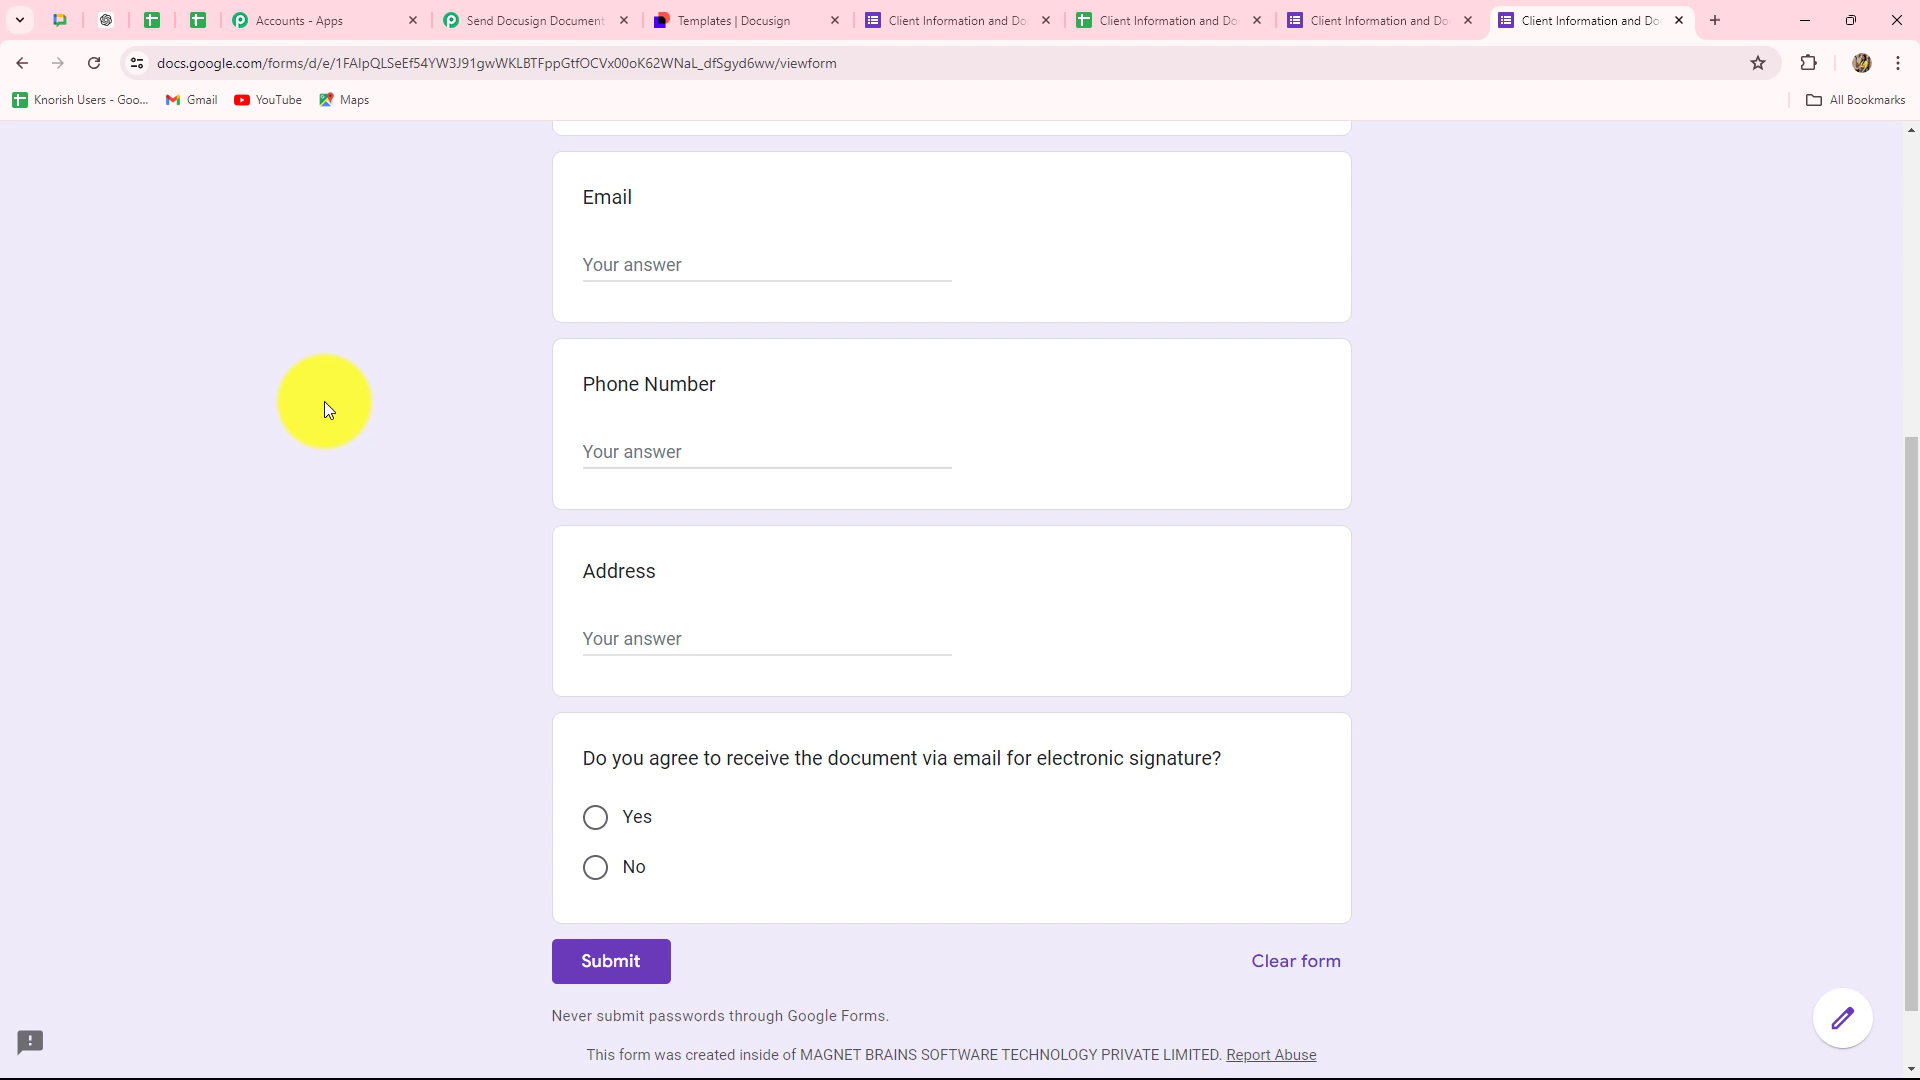 Accounts - Apps
Send Docusign Document
Templates | Docusign
Client Information and Do
Client Information and Do
Client Information and Do
Client Information and Do
docs.google.com/forms/d/e/1FAIpQLSeEf54YW3J91gwWKLBTFppGtfOCVx00oK62WNaL_dfSgyd6ww/viewform
Knorish Users - Goo...
Gmail
YouTube
Maps
All Bookmarks
Email
Your answer
Phone Number
Your answer
Address
Your answer
Do you agree to receive the document via email for electronic signature?
Yes
No
Submit
Clear form
Never submit passwords through Google Forms.
This form was created inside of MAGNET BRAINS SOFTWARE TECHNOLOGY PRIVATE LIMITED. Report Abuse